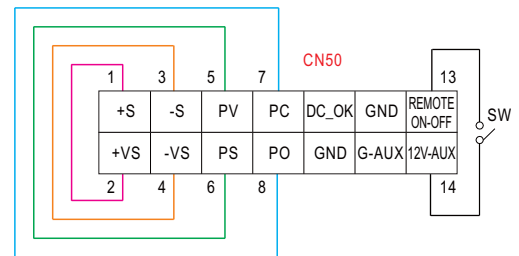 CN50
1 3 5 7 13
+S -S PV PC DC_OK GND REMOTE ON-OFF
SW
+VS -VS PS PO GND G-AUX 12V-AUX
2 4 6 8 14